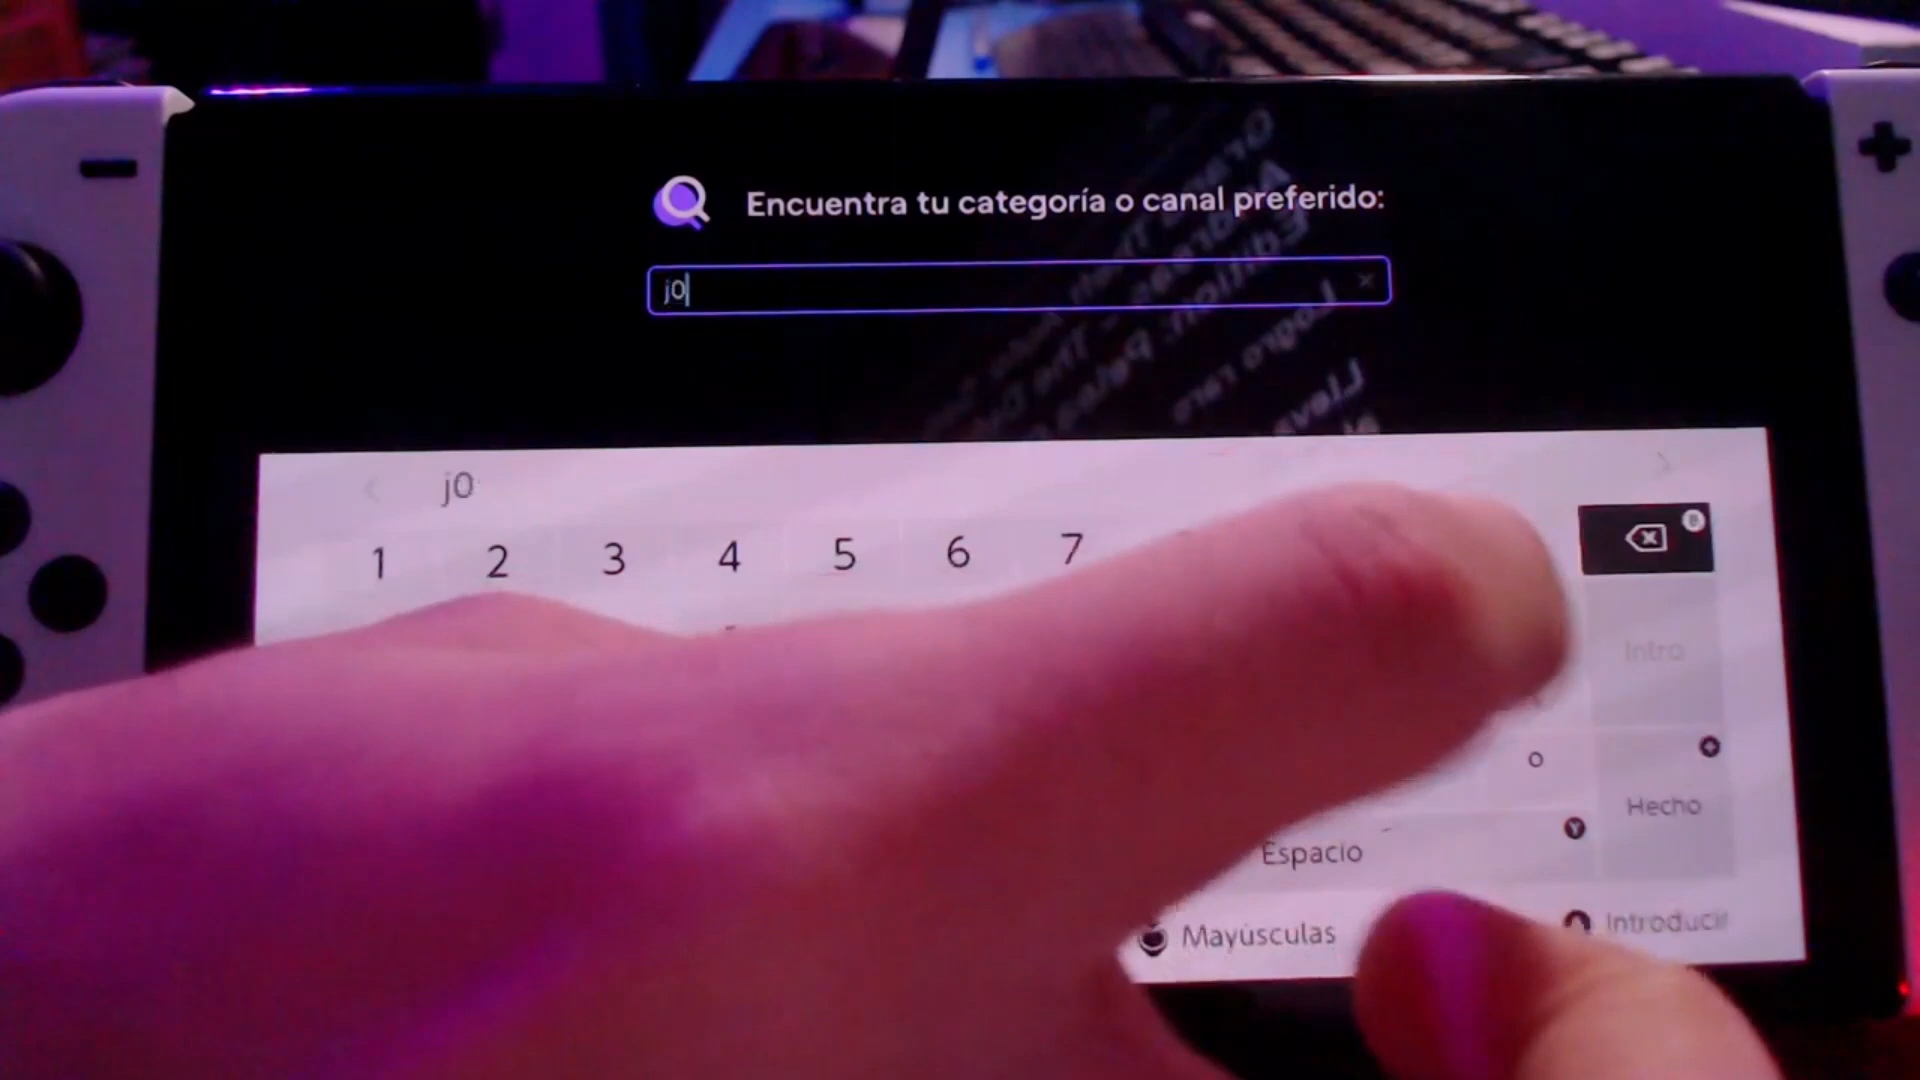 Encuentra tu categoría o canal preferido:
j0
j0
1 2 3 4 5 6 7
Intro
o
Hecho
Y
Espacio
Mayúsculas
Introducir